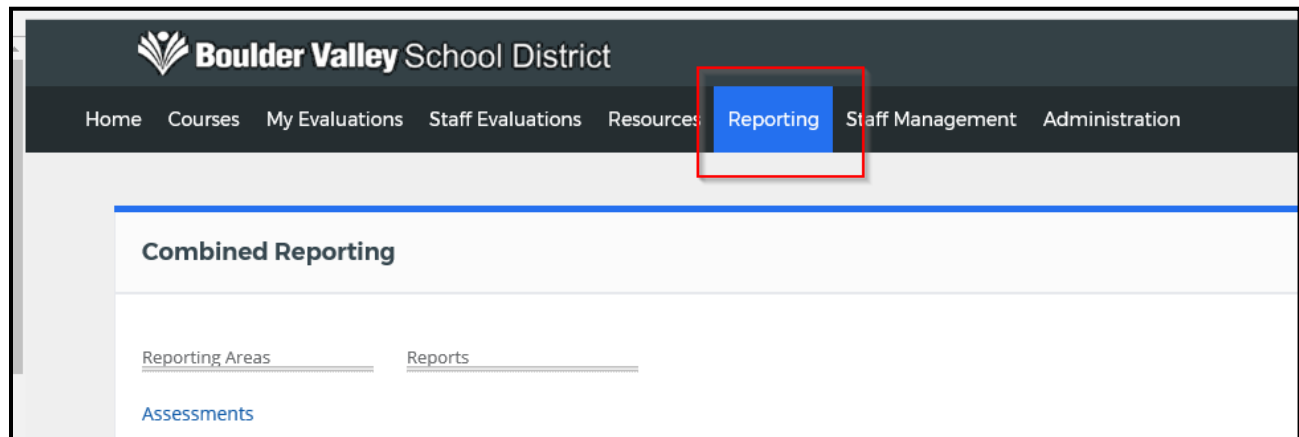 Boulder Valley School District
Home Courses My Evaluations Staff Evaluations Resources Reporting Staff Management Administration
Combined Reporting
Reporting Areas Reports
Assessments